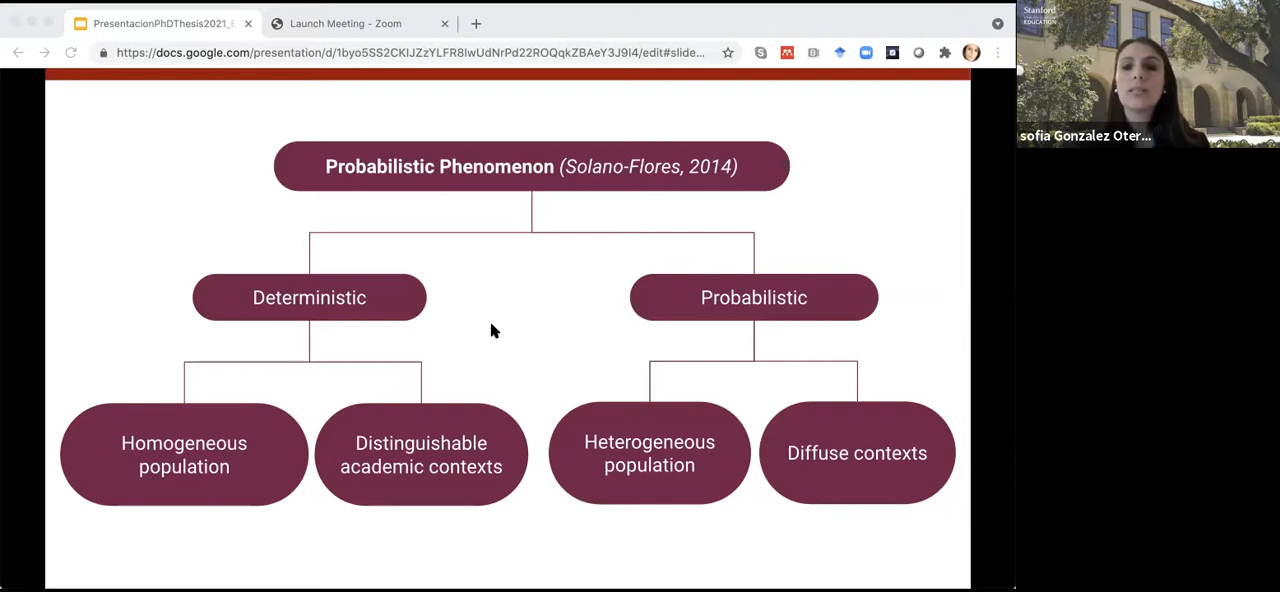 PresentacionPhDThesis2021_E
Launch Meeting - Zoom
https://docs.google.com/presentation/d/1byo5SS2CKIJZzYLFR8lwUdNrPd22ROQqkZBAeY3J9I4/edit#slide...
Stanford
EDUCATION
sofia Gonzalez Oter...
Probabilistic Phenomenon (Solano-Flores, 2014)
Deterministic
Probabilistic
Homogeneous
population
Distinguishable
academic contexts
Heterogeneous
population
Diffuse contexts